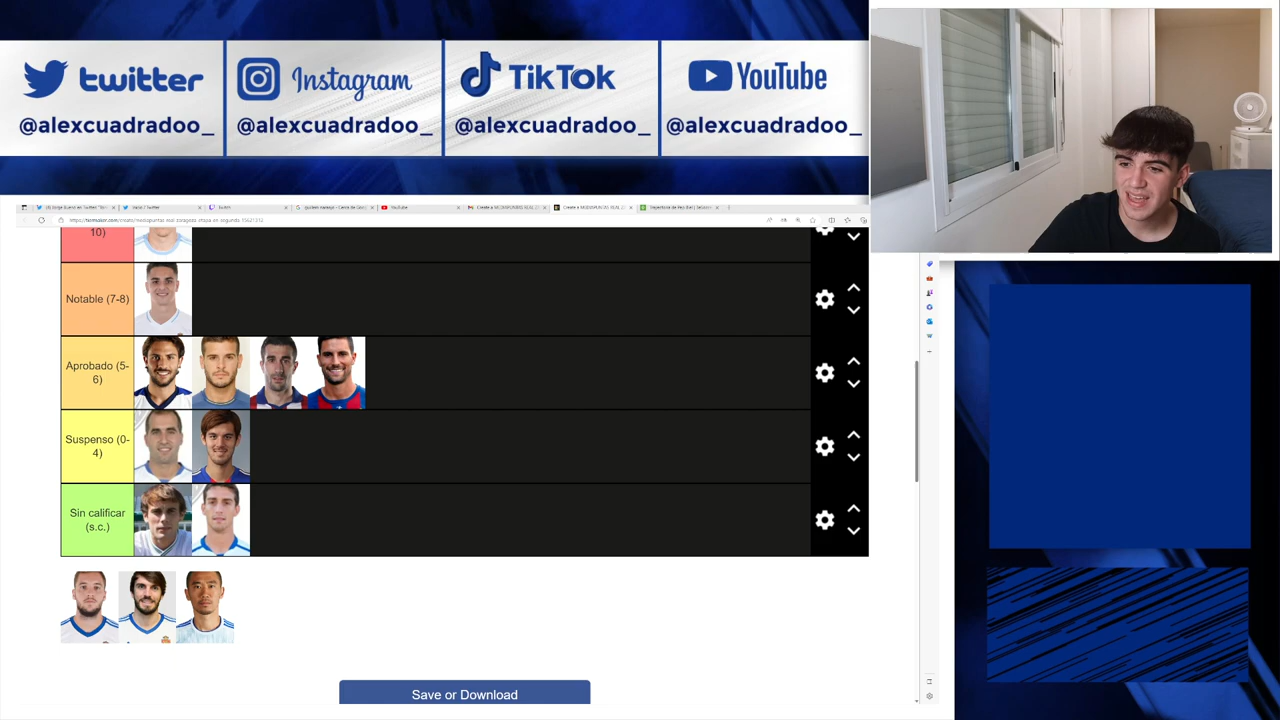 twitter
Instagram
TikTok
YouTube
@alexcuadradoo_
@alexcuadradoo_
@alexcuadradoo_
@alexcuadradoo_
YouTube
10)
Notable (7-8)
Aprobado (5-
6)
Suspenso (0-
4)
Sin calificar
(s.c.)
Save or Download